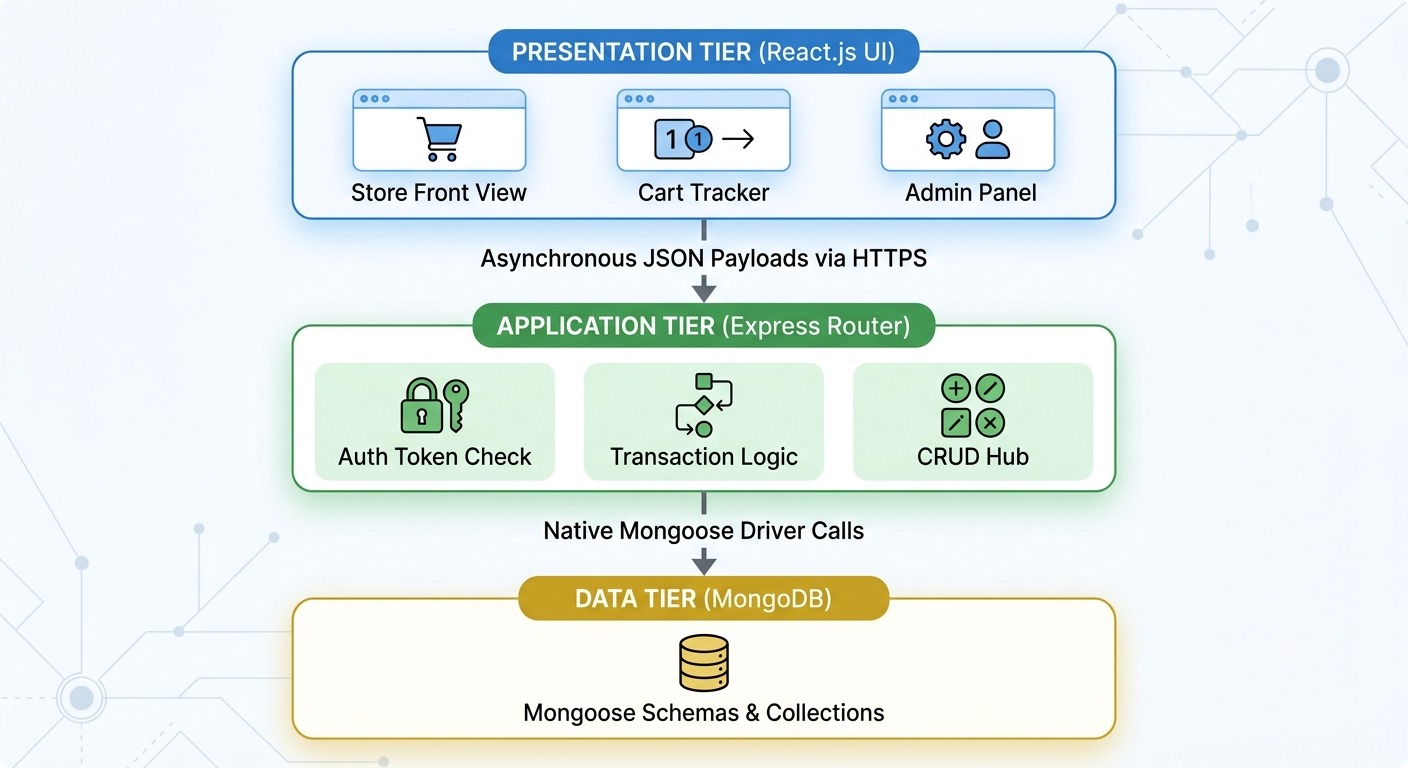 PRESENTATION TIER (React.js UI)
1 1
Store Front View
Cart Tracker
Admin Panel
Asynchronous JSON Payloads via HTTPS
APPLICATION TIER (Express Router)
Auth Token Check
Transaction Logic
CRUD Hub
Native Mongoose Driver Calls
DATA TIER (MongoDB)
Mongoose Schemas & Collections